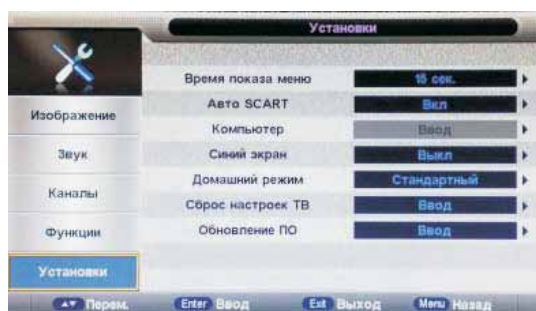 Установки
Время показа меню 15 сек.
Авто SCART Вкл
Компьютер Ввод
Синий экран Выкл
Домашний режим Стандартный
Сброс настроек ТВ Ввод
Обновление ПО Ввод
Изображение
Звук
Каналы
Функции
Установки
Перем. Enter Ввод Exit Выход Menu Назад